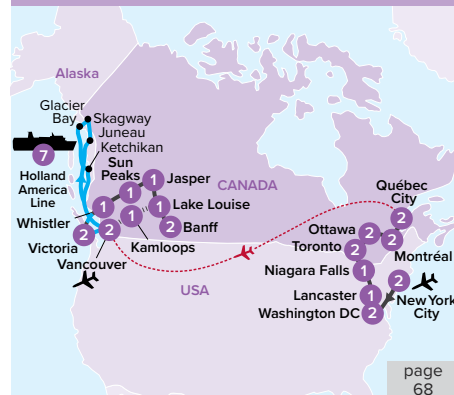 Alaska
Glacier
Bay
Skagway
Juneau
Ketchikan
7
Holland
America
Line
Sun
Peaks
1
1
Jasper
CANADA
1
1
1
Lake Louise
Whistler
2
Banff
Kamloops
2
2
Victoria
Vancouver
USA
Québec
City
2
Ottawa
2
2
Toronto
2
Montréal
Niagara Falls
1
2
Lancaster
1
New York
City
Washington DC
2
page
68